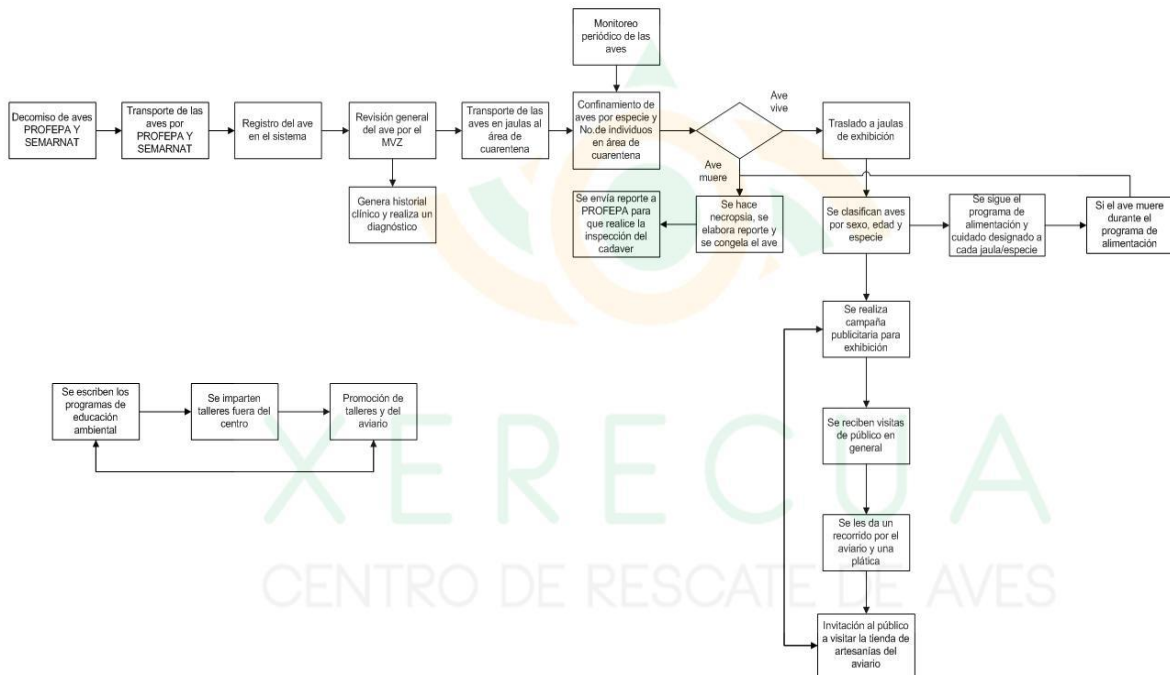 Monitoreo
periódico de las
aves
Decomiso de aves
PROFEPA Y
SEMARNAT
Transporte de las
aves por
PROFEPA Y
SEMARNAT
Registro del ave
en el sistema
Revisión general
del ave por el
MVZ
Transporte de las
aves en jaulas al
área de
cuarentena
Confinamiento de
aves por especie y
No.de individuos
en área de
cuarentena
Ave
vive
Traslado a jaulas
de exhibición
Ave
muere
Genera historial
clínico y realiza un
diagnóstico
Se envía reporte a
PROFEPA para
que realice la
inspección del
cadaver
Se hace
necropsia, se
elabora reporte y
se congela el ave
Se clasifican aves
por sexo, edad y
especie
Se sigue el
programa de
alimentación y
cuidado designado a
cada jaula/especie
Si el ave muere
durante el
programa de
alimentación
Se realiza
campaña
publicitaria para
exhibición
Se escriben los
programas de
educación
ambiental
Se imparten
talleres fuera del
centro
Promoción de
talleres y del
aviario
Se reciben visitas
de público en
general
XERECUA
Se les da un
recorrido por el
aviario y una
plática
CENTRO DE RESCATE DE AVES
Invitación al público
a visitar la tienda de
artesanías del
aviario